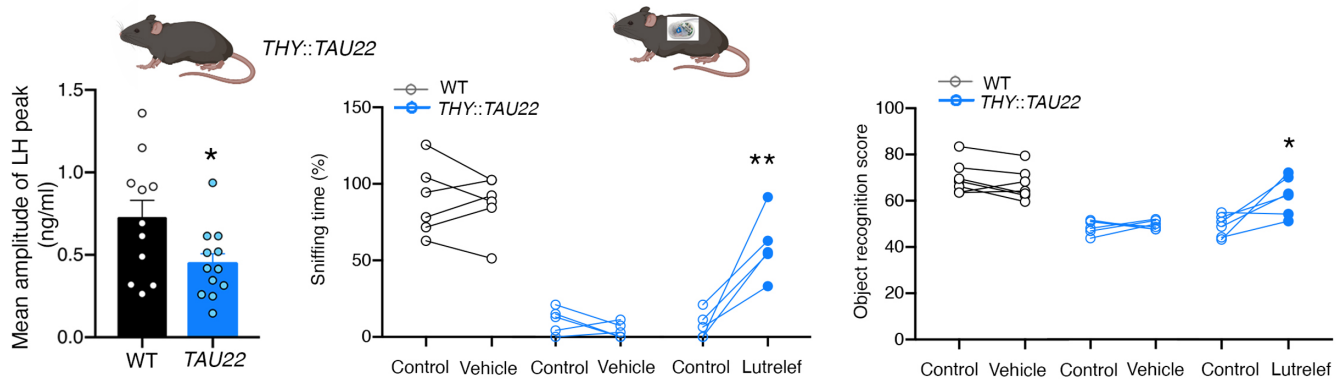 THY::TAU22
Mean amplitude of LH peak
(ng/ml)
1.5
1.0
0.5
0.0
*
WT
TAU22
Sniffing time (%)
150
100
50
0
WT
THY::TAU22
**
Control
Vehicle
Control
Vehicle
Control
Lutrelef
Object recognition score
100
80
60
40
20
0
WT
THY::TAU22
*
Control
Vehicle
Control
Vehicle
Control
Lutrelef